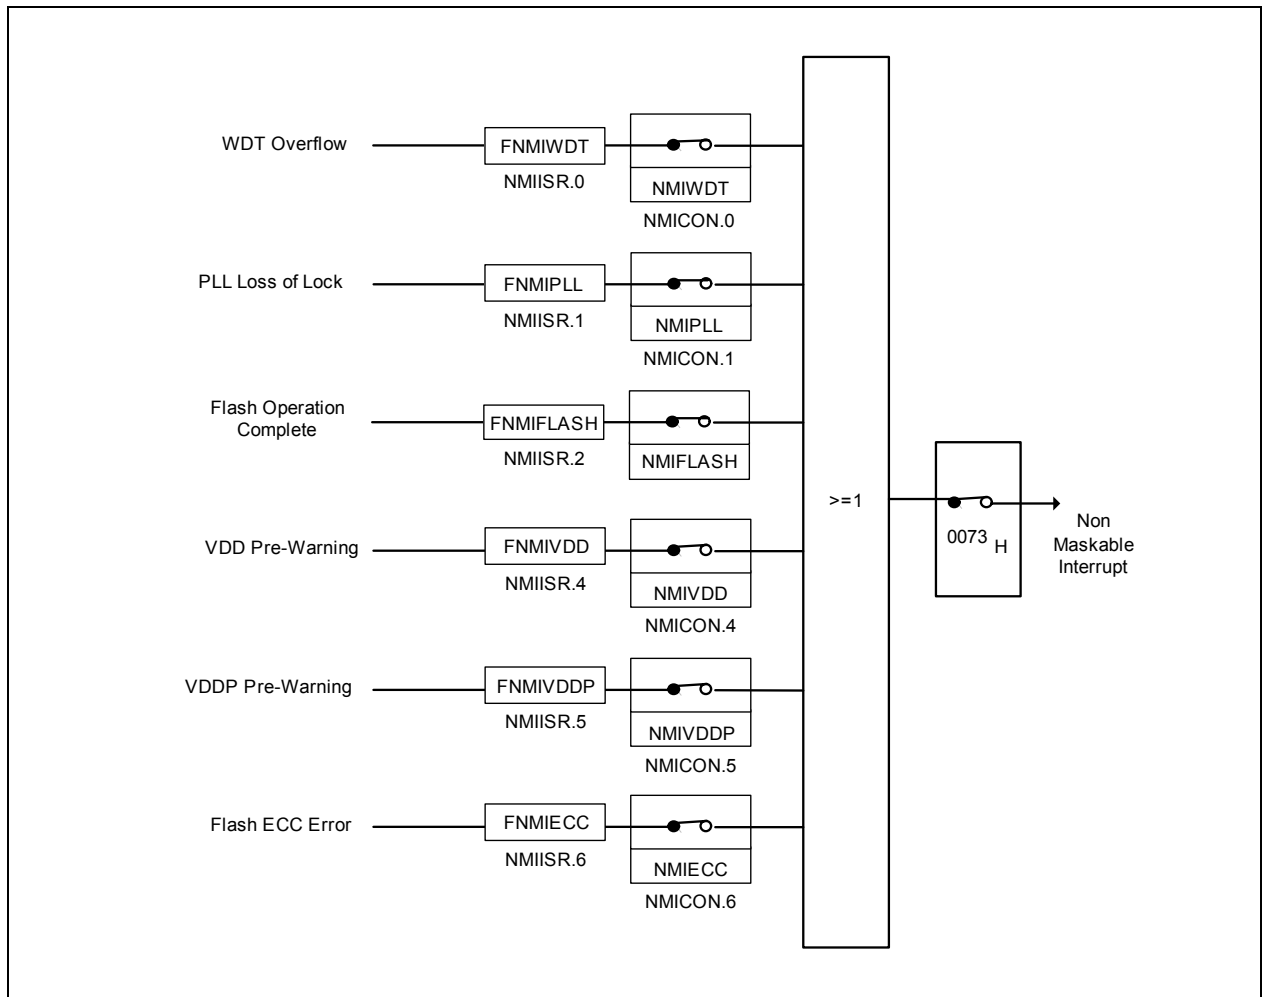 WDT Overflow
FNMIWDT
NMIISR.0
NMIWDT
NMICON.0
PLL Loss of Lock
FNMIPLL
NMIISR.1
NMIPLL
NMICON.1
Flash Operation
Complete
FNMIFLASH
NMIISR.2
NMIFLASH
VDD Pre-Warning
FNMIVDD
NMIISR.4
NMIVDD
NMICON.4
VDDP Pre-Warning
FNMIVDDP
NMIISR.5
NMIVDDP
NMICON.5
Flash ECC Error
FNMIECC
NMIISR.6
NMIECC
NMICON.6
>=1
0073 H
Non
Maskable
Interrupt